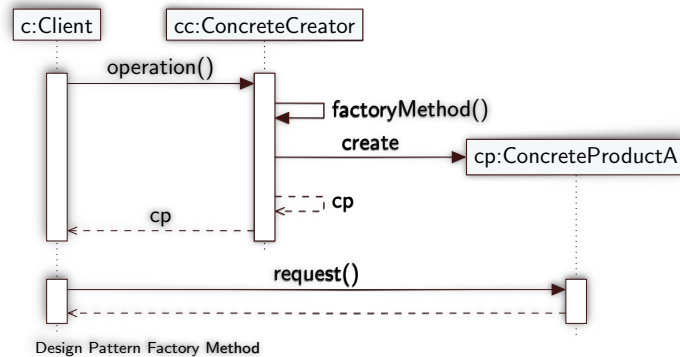 c:Client
cc:ConcreteCreator
operation()
factoryMethod()
create
cp:ConcreteProductA
cp
cp
request()
Design Pattern Factory Method